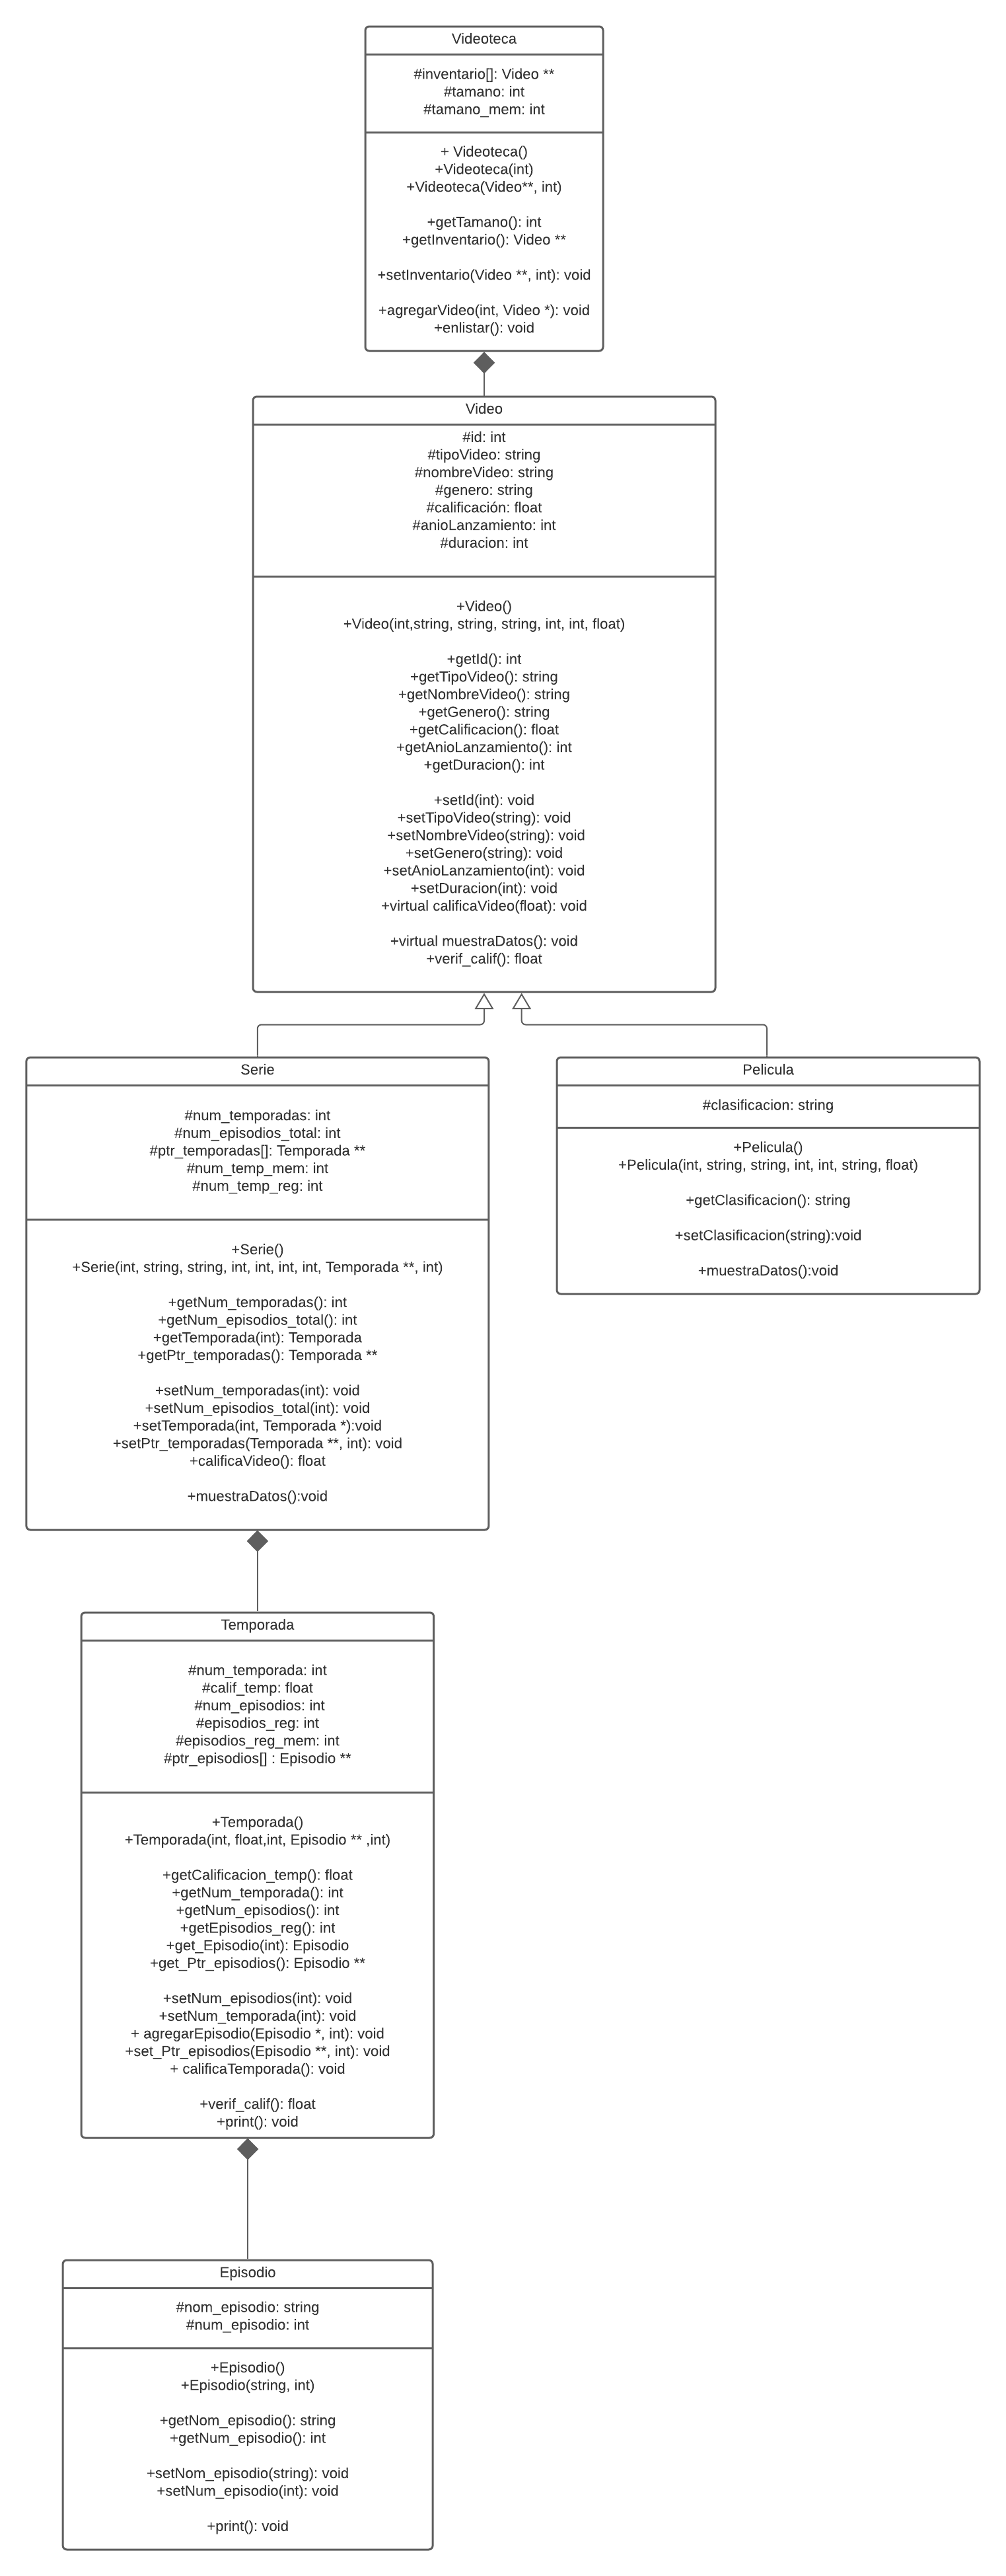 Videoteca
#inventario[]: Video **
#tamano: int
#tamano_mem: int
+ Videoteca()
+Videoteca(int)
+Videoteca(Video**, int)
+getTamano(): int
+getInventario(): Video **
+setInventario(Video **, int): void
+agregarVideo(int, Video *): void
+enlistar(): void
Video
#id: int
#tipoVideo: string
#nombreVideo: string
#genero: string
#calificación: float
#anioLanzamiento: int
#duracion: int
+Video()
+Video(int,string, string, string, int, int, float)
+getId(): int
+getTipoVideo(): string
+getNombreVideo(): string
+getGenero(): string
+getCalificacion(): float
+getAnioLanzamiento(): int
+getDuracion(): int
+setId(int): void
+setTipoVideo(string): void
+setNombreVideo(string): void
+setGenero(string): void
+setAnioLanzamiento(int): void
+setDuracion(int): void
+virtual calificaVideo(float): void
+virtual muestraDatos(): void
+verif_calif(): float
Serie
#num_temporadas: int
#num_episodios_total: int
#ptr_temporadas[]: Temporada **
#num_temp_mem: int
#num_temp_reg: int
+Serie()
+Serie(int, string, string, int, int, int, int, Temporada **, int)
+getNum_temporadas(): int
+getNum_episodios_total(): int
+getTemporada(int): Temporada
+getPtr_temporadas(): Temporada **
+setNum_temporadas(int): void
+setNum_episodios_total(int): void
+setTemporada(int, Temporada *):void
+setPtr_temporadas(Temporada **, int): void
+calificaVideo(): float
+muestraDatos():void
Pelicula
#clasificacion: string
+Pelicula()
+Pelicula(int, string, string, int, int, string, float)
+getClasificacion(): string
+setClasificacion(string):void
+muestraDatos():void
Temporada
#num_temporada: int
#calif_temp: float
#num_episodios: int
#episodios_reg: int
#episodios_reg_mem: int
#ptr_episodios[] : Episodio **
+Temporada()
+Temporada(int, float,int, Episodio ** ,int)
+getCalificacion_temp(): float
+getNum_temporada(): int
+getNum_episodios(): int
+getEpisodios_reg(): int
+get_Episodio(int): Episodio
+get_Ptr_episodios(): Episodio **
+setNum_episodios(int): void
+setNum_temporada(int): void
+ agregarEpisodio(Episodio *, int): void
+set_Ptr_episodios(Episodio **, int): void
+ calificaTemporada(): void
+verif_calif(): float
+print(): void
Episodio
#nom_episodio: string
#num_episodio: int
+Episodio()
+Episodio(string, int)
+getNom_episodio(): string
+getNum_episodio(): int
+setNom_episodio(string): void
+setNum_episodio(int): void
+print(): void